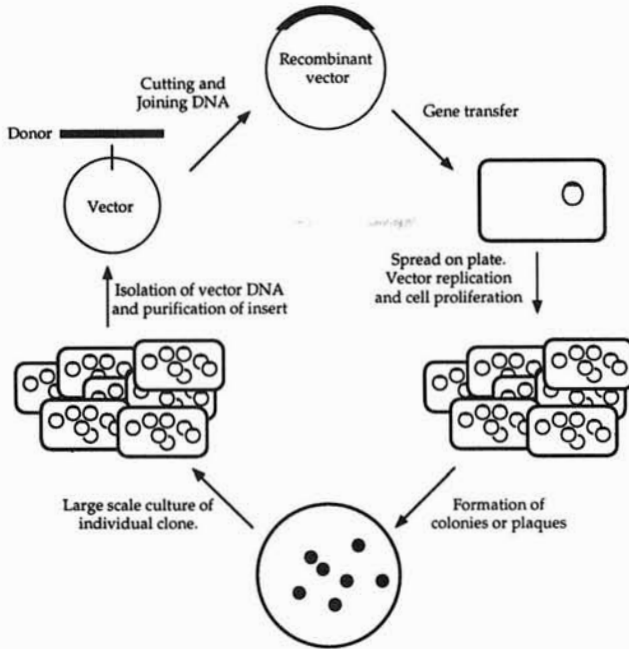 Recombinant
vector
Cutting and
Joining DNA
Gene transfer
Donor
Vector
Spread on plate.
Vector replication
and cell proliferation
Isolation of vector DNA
and purification of insert
Large scale culture of
individual clone.
Formation of
colonies or plaques